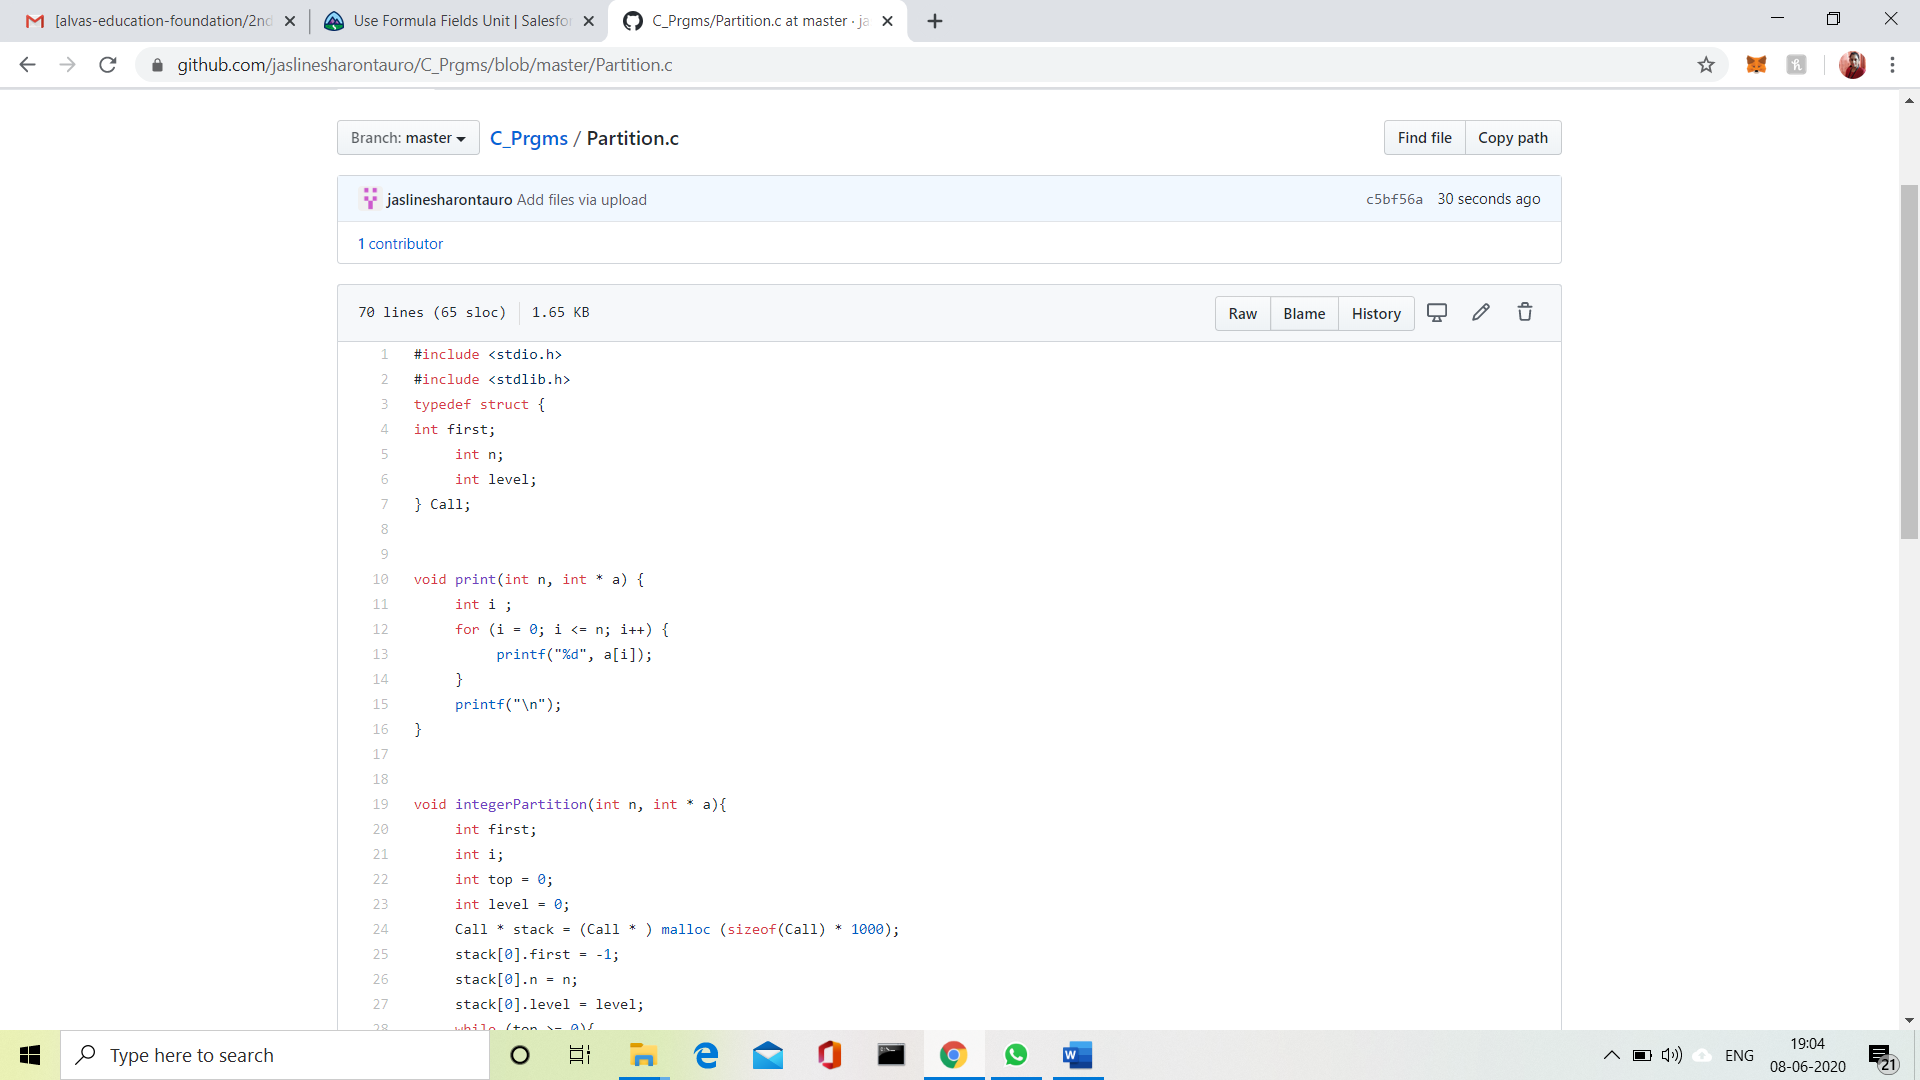 [alvas-education-foundation/2nd
Use Formula Fields Unit | Salesfor
C_Prgms/Partition.c at master · ja
github.com/jaslinesharontauro/C_Prgms/blob/master/Partition.c
Branch: master
C_Prgms / Partition.c
Find file
Copy path
jaslinesharontauro Add files via upload
c5bf56a 30 seconds ago
1 contributor
70 lines (65 sloc) 1.65 KB
Raw
Blame
History
1 #include <stdio.h>
2 #include <stdlib.h>
3 typedef struct {
4 int first;
5 int n;
6 int level;
7 } Call;
8
9
10 void print(int n, int * a) {
11 int i ;
12 for (i = 0; i <= n; i++) {
13 printf("%d", a[i]);
14 }
15 printf("\n");
16 }
17
18
19 void integerPartition(int n, int * a){
20 int first;
21 int i;
22 int top = 0;
23 int level = 0;
24 Call * stack = (Call * ) malloc (sizeof(Call) * 1000);
25 stack[0].first = -1;
26 stack[0].n = n;
27 stack[0].level = level;
28 while (top >= 0){
Type here to search
ENG
19:04
08-06-2020
21